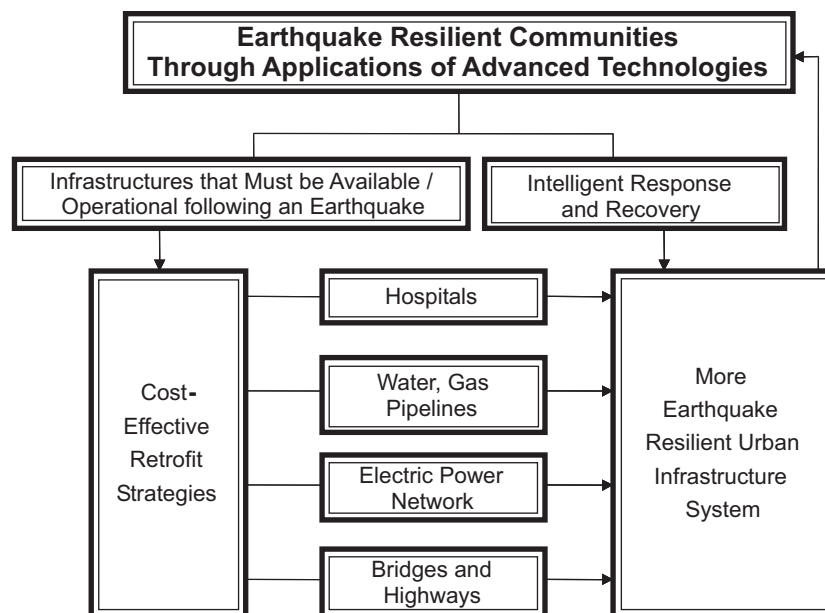 Earthquake Resilient Communities
Through Applications of Advanced Technologies
Infrastructures that Must be Available /
Operational following an Earthquake
Intelligent Response
and Recovery
Cost-
Effective
Retrofit
Strategies
Hospitals
Water, Gas
Pipelines
Electric Power
Network
Bridges and
Highways
More
Earthquake
Resilient Urban
Infrastructure
System